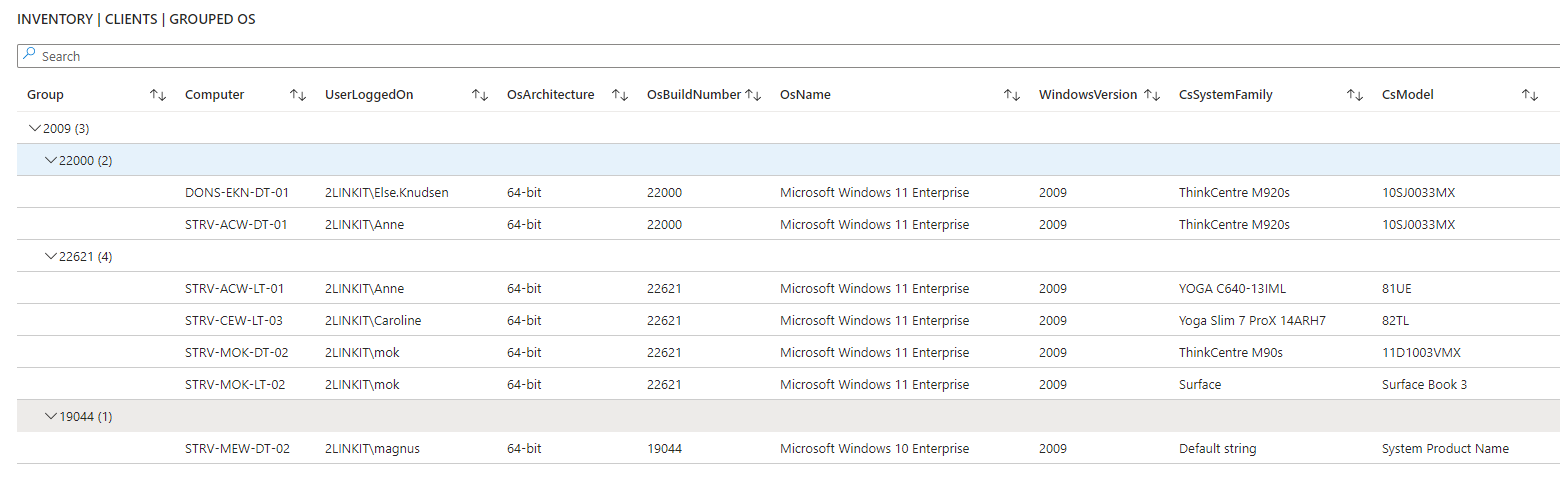 INVENTORY | CLIENTS | GROUPED OS
Search
Group Computer UserLoggedOn OsArchitecture OsBuildNumber OsName WindowsVersion CsSystemFamily CsModel
2009 (3)
22000 (2)
DONS-EKN-DT-01 2LINKIT\Else.Knudsen 64-bit 22000 Microsoft Windows 11 Enterprise 2009 ThinkCentre M920s 10SJ0033MX
STRV-ACW-DT-01 2LINKIT\Anne 64-bit 22000 Microsoft Windows 11 Enterprise 2009 ThinkCentre M920s 10SJ0033MX
22621 (4)
STRV-ACW-LT-01 2LINKIT\Anne 64-bit 22621 Microsoft Windows 11 Enterprise 2009 YOGA C640-13IML 81UE
STRV-CEW-LT-03 2LINKIT\Caroline 64-bit 22621 Microsoft Windows 11 Enterprise 2009 Yoga Slim 7 ProX 14ARH7 82TL
STRV-MOK-DT-02 2LINKIT\mok 64-bit 22621 Microsoft Windows 11 Enterprise 2009 ThinkCentre M90s 11D1003VMX
STRV-MOK-LT-02 2LINKIT\mok 64-bit 22621 Microsoft Windows 11 Enterprise 2009 Surface Surface Book 3
19044 (1)
STRV-MEW-DT-02 2LINKIT\magnus 64-bit 19044 Microsoft Windows 10 Enterprise 2009 Default string System Product Name